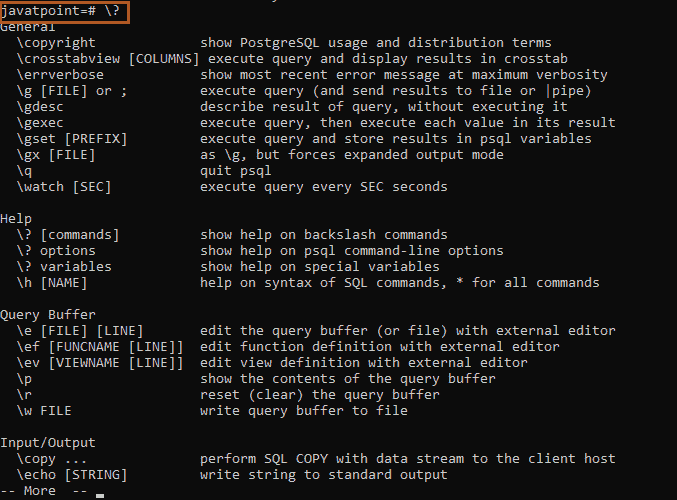 javatpoint=# \?
General
  \copyright             show PostgreSQL usage and distribution terms
  \crosstabview [COLUMNS] execute query and display results in crosstab
  \errverbose            show most recent error message at maximum verbosity
  \g [FILE] or ;         execute query (and send results to file or |pipe)
  \gdesc                 describe result of query, without executing it
  \gexec                 execute query, then execute each value in its result
  \gset [PREFIX]         execute query and store results in psql variables
  \gx [FILE]             as \g, but forces expanded output mode
  \q                     quit psql
  \watch [SEC]           execute query every SEC seconds

Help
  \? [commands]          show help on backslash commands
  \? options             show help on psql command-line options
  \? variables           show help on special variables
  \h [NAME]              help on syntax of SQL commands, * for all commands

Query Buffer
  \e [FILE] [LINE]       edit the query buffer (or file) with external editor
  \ef [FUNCNAME [LINE]]  edit function definition with external editor
  \ev [VIEWNAME [LINE]]  edit view definition with external editor
  \p                     show the contents of the query buffer
  \r                     reset (clear) the query buffer
  \w FILE                write query buffer to file

Input/Output
  \copy ...              perform SQL COPY with data stream to the client host
  \echo [STRING]         write string to standard output
-- More  --